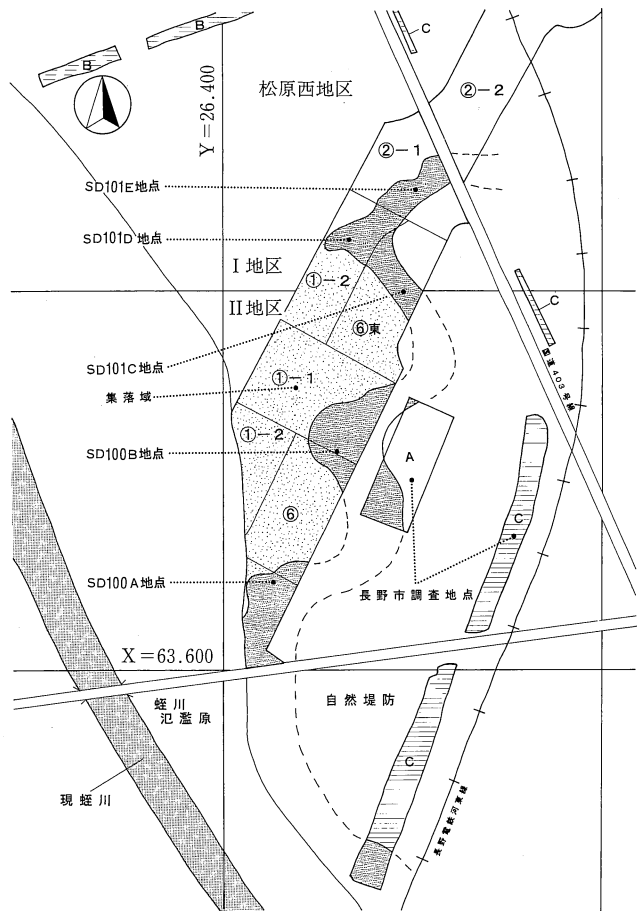 B
B
C
松原西地区
②-2
Y=26.400
②-1
SD101E地点
SD101D地点
I地区
①-2
II地区
⑥東
C
国道403号線
SD101C地点
①-1
集落域
①-2
SD100B地点
A
⑥
C
SD100A地点
長野市調査地点
X=63.600
蛭川
氾濫原
自然堤防
C
現蛭川
長野電鉄河東線